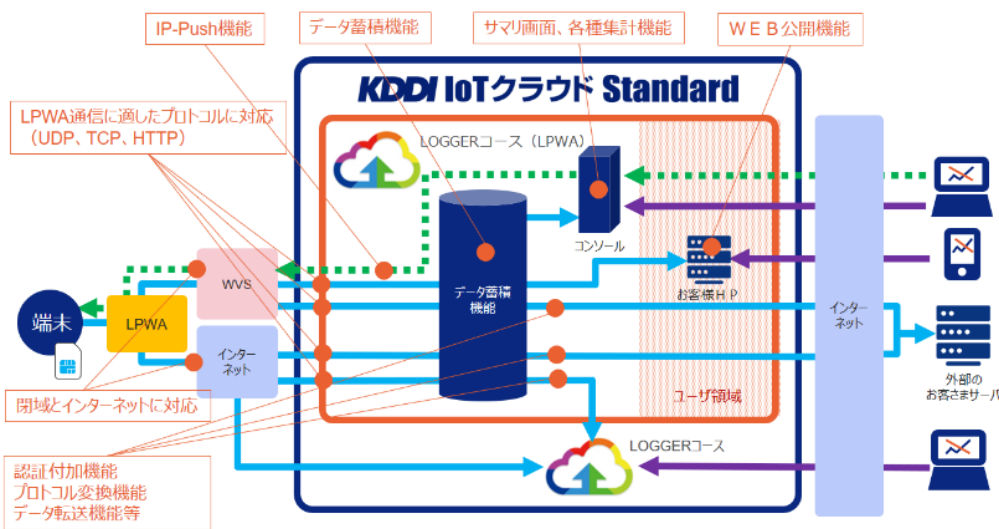 IP-Push機能
データ蓄積機能
サマリ画面、各種集計機能
ＷＥＢ公開機能
KDDI IoTクラウド Standard
LPWA通信に適したプロトコルに対応
（UDP、TCP、HTTP）
LOGGERコース（LPWA）
コンソール
WVS
データ蓄積
機能
お客様ＨＰ
端末
LPWA
インター
ネット
インター
ネット
外部の
お客さまサーバ
閉域とインターネットに対応
ユーザ領域
LOGGERコース
認証付加機能
プロトコル変換機能
データ転送機能等